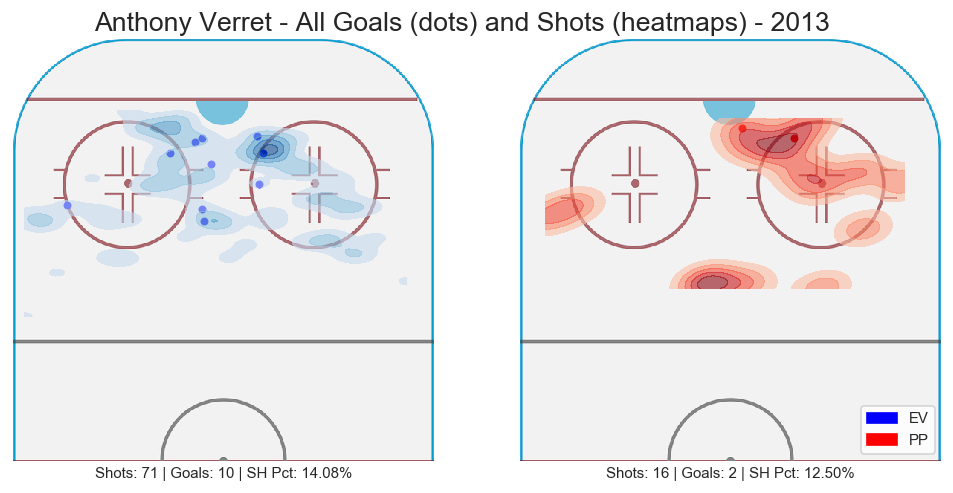 Anthony Verret - All Goals (dots) and Shots (heatmaps) - 2013
EV
PP
Shots: 71 | Goals: 10 | SH Pct: 14.08%
Shots: 16 | Goals: 2 | SH Pct: 12.50%